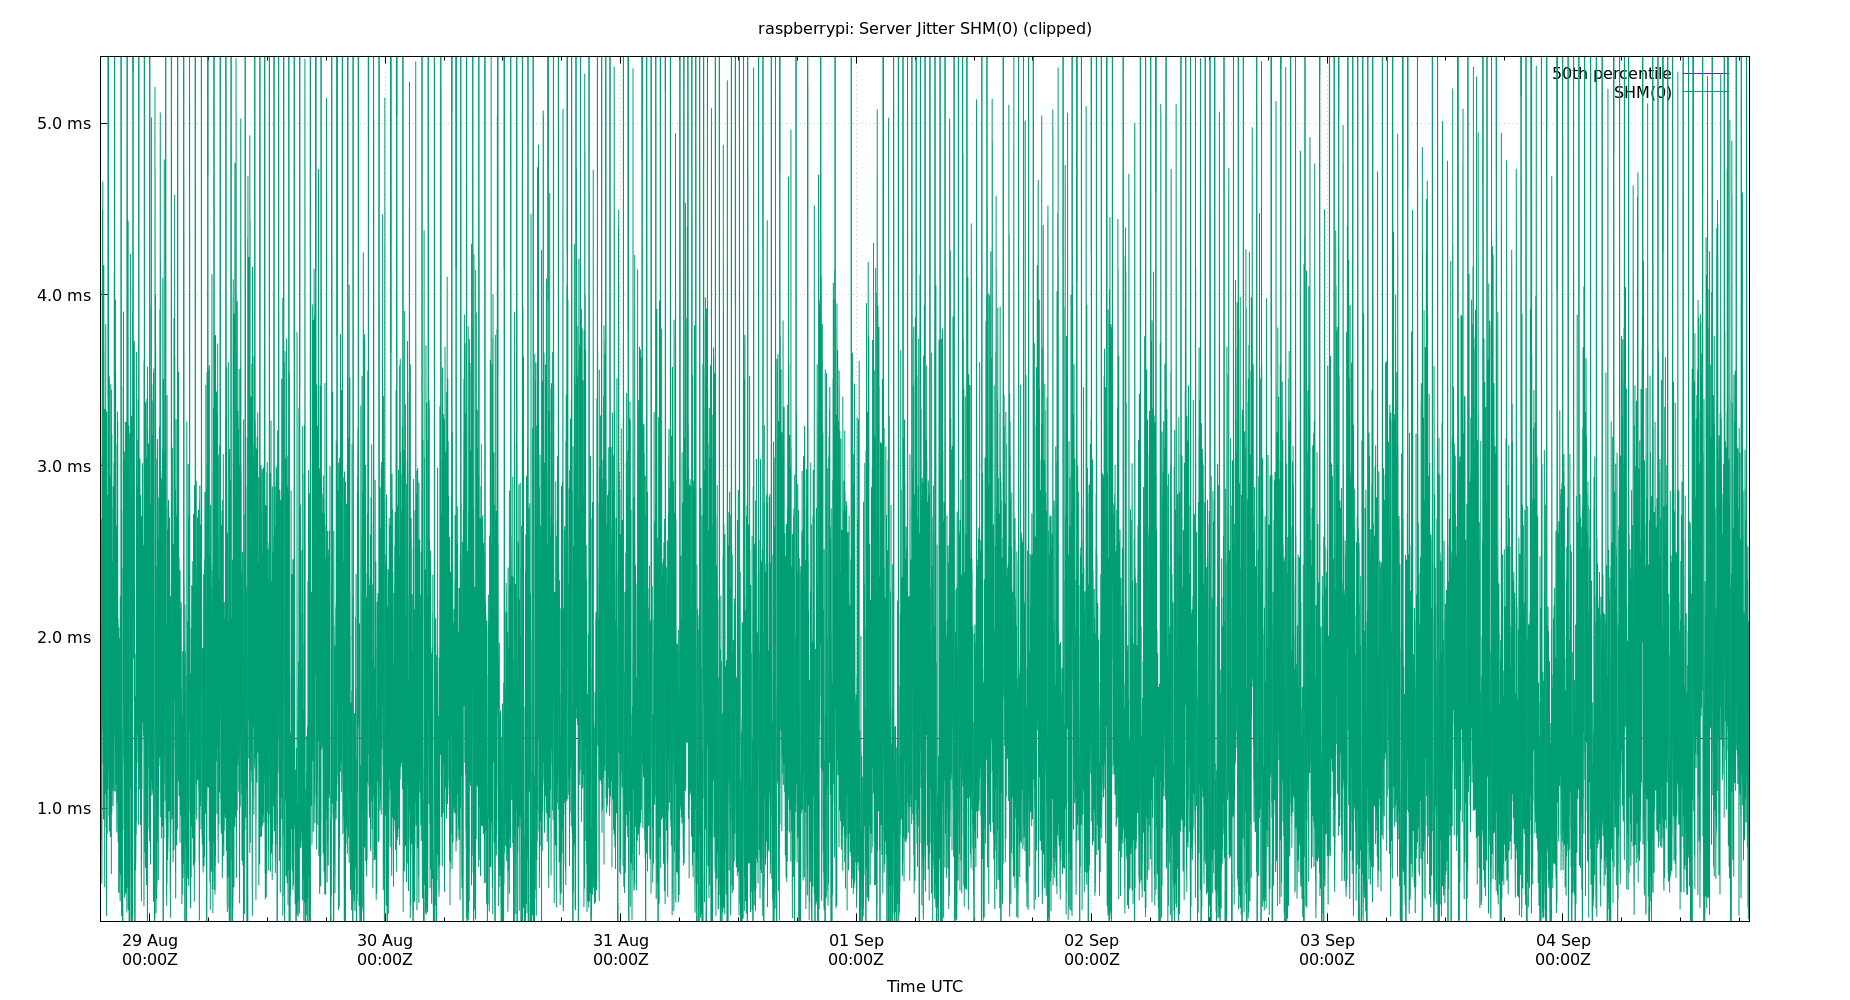 raspberrypi: Server Jitter SHM(0) (clipped)
50th percentile
SHM(0)
5.0 ms
4.0 ms
3.0 ms
2.0 ms
1.0 ms
29 Aug 30 Aug 31 Aug 01 Sep 02 Sep 03 Sep 04 Sep
00:00Z 00:00Z 00:00Z 00:00Z 00:00Z 00:00Z 00:00Z
Time UTC